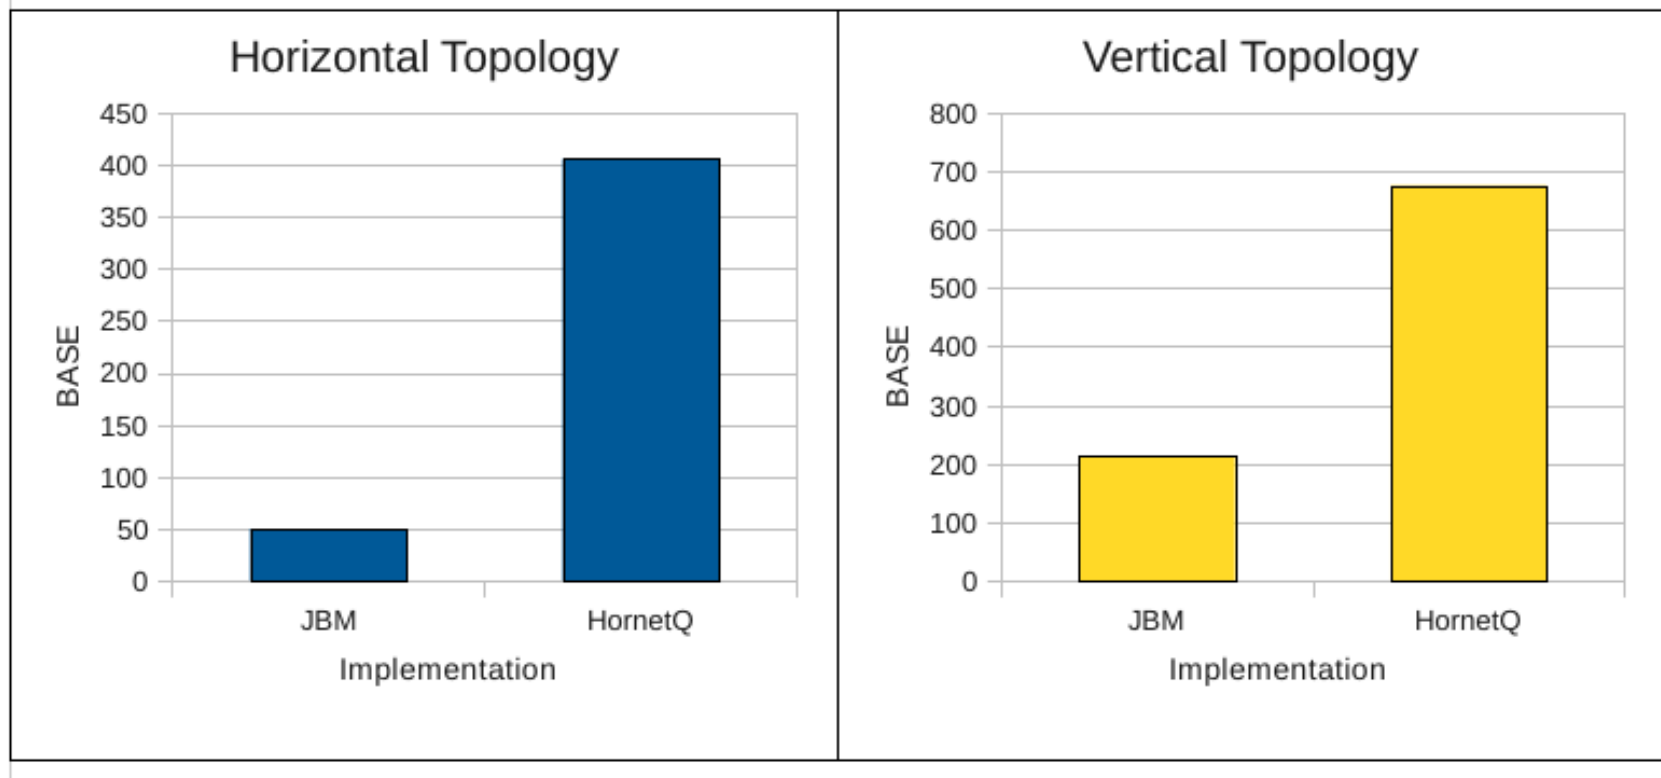 Horizontal Topology
450
400
350
300
250
200
150
100
50
0
BASE
JBM HornetQ
Implementation
Vertical Topology
800
700
600
500
400
300
200
100
0
BASE
JBM HornetQ
Implementation